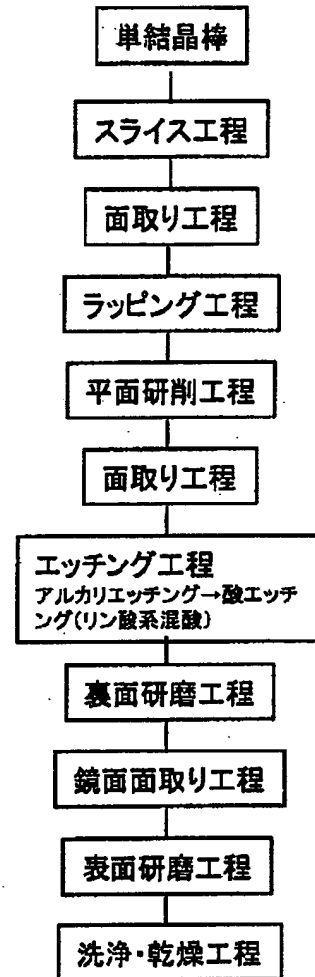 単結晶棒
スライス工程
面取り工程
ラッピング工程
平面研削工程
面取り工程
エッチング工程
アルカリエッチング→酸エッチ
ング(リン酸系混酸)
裏面研磨工程
鏡面面取り工程
表面研磨工程
洗浄・乾燥工程